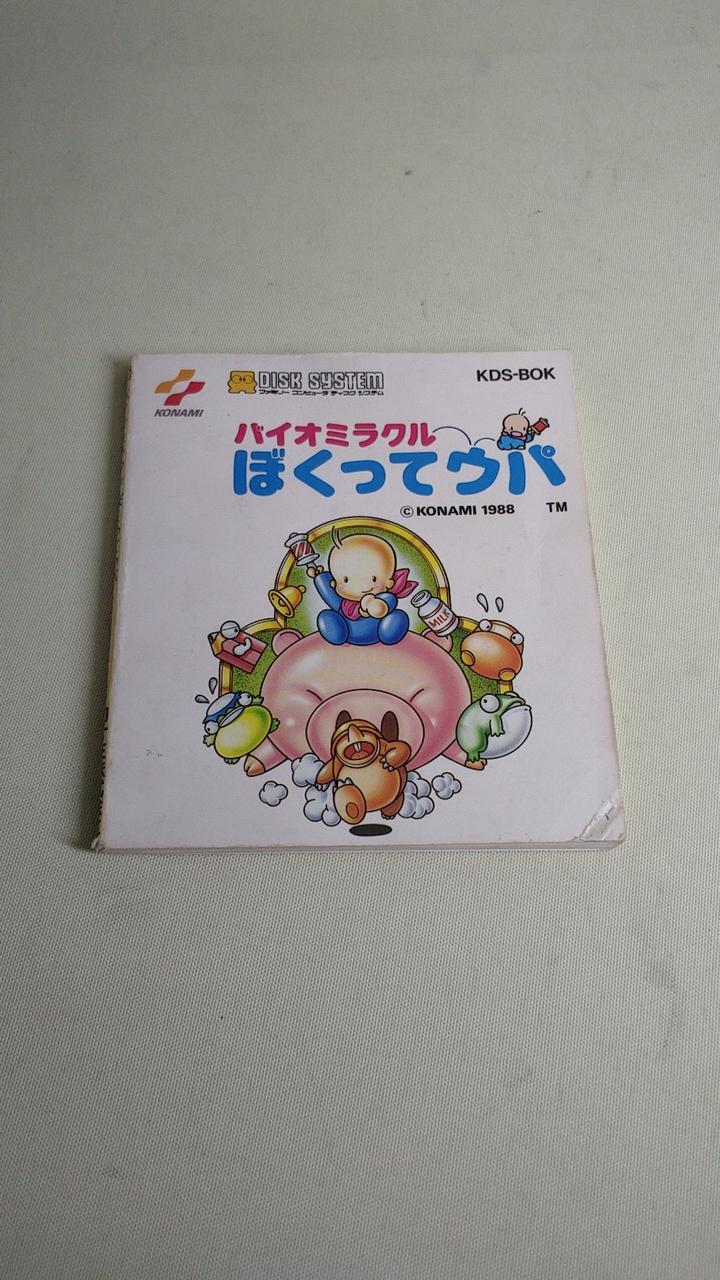 KONAMI
DISK SYSTEM
ファミリー コンピュータ ディスク システム
KDS-BOK
バイオミラクル
ぼくってウパ
© KONAMI 1988 TM
MILK